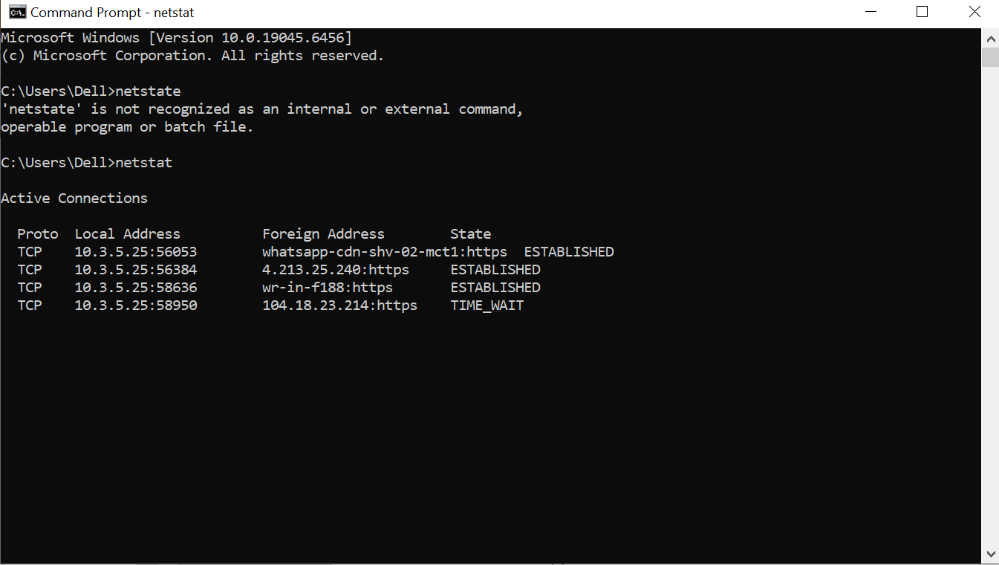 Command Prompt - netstat
Microsoft Windows [Version 10.0.19045.6456]
(c) Microsoft Corporation. All rights reserved.
C:\Users\Dell>netstate
'netstate' is not recognized as an internal or external command,
operable program or batch file.
C:\Users\Dell>netstat
Active Connections
  Proto  Local Address          Foreign Address        State
  TCP    10.3.5.25:56053        whatsapp-cdn-shv-02-mct1:https  ESTABLISHED
  TCP    10.3.5.25:56384        4.213.25.240:https     ESTABLISHED
  TCP    10.3.5.25:58636        wr-in-f188:https       ESTABLISHED
  TCP    10.3.5.25:58950        104.18.23.214:https    TIME_WAIT